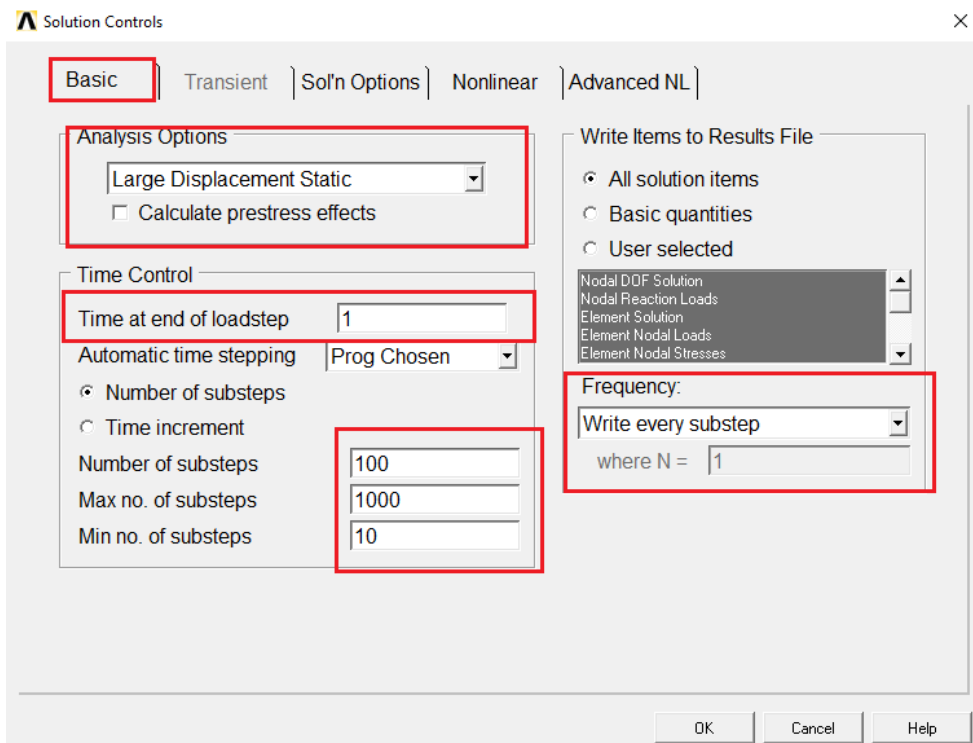 Solution Controls
Basic
Transient
Sol'n Options
Nonlinear
Advanced NL
Analysis Options
Large Displacement Static
Calculate prestress effects
Time Control
Time at end of loadstep 1
Automatic time stepping Prog Chosen
Number of substeps
Time increment
Number of substeps 100
Max no. of substeps 1000
Min no. of substeps 10
Write Items to Results File
All solution items
Basic quantities
User selected
Nodal DOF Solution
Nodal Reaction Loads
Element Solution
Element Nodal Loads
Element Nodal Stresses
Frequency:
Write every substep
where N = 1
OK
Cancel
Help